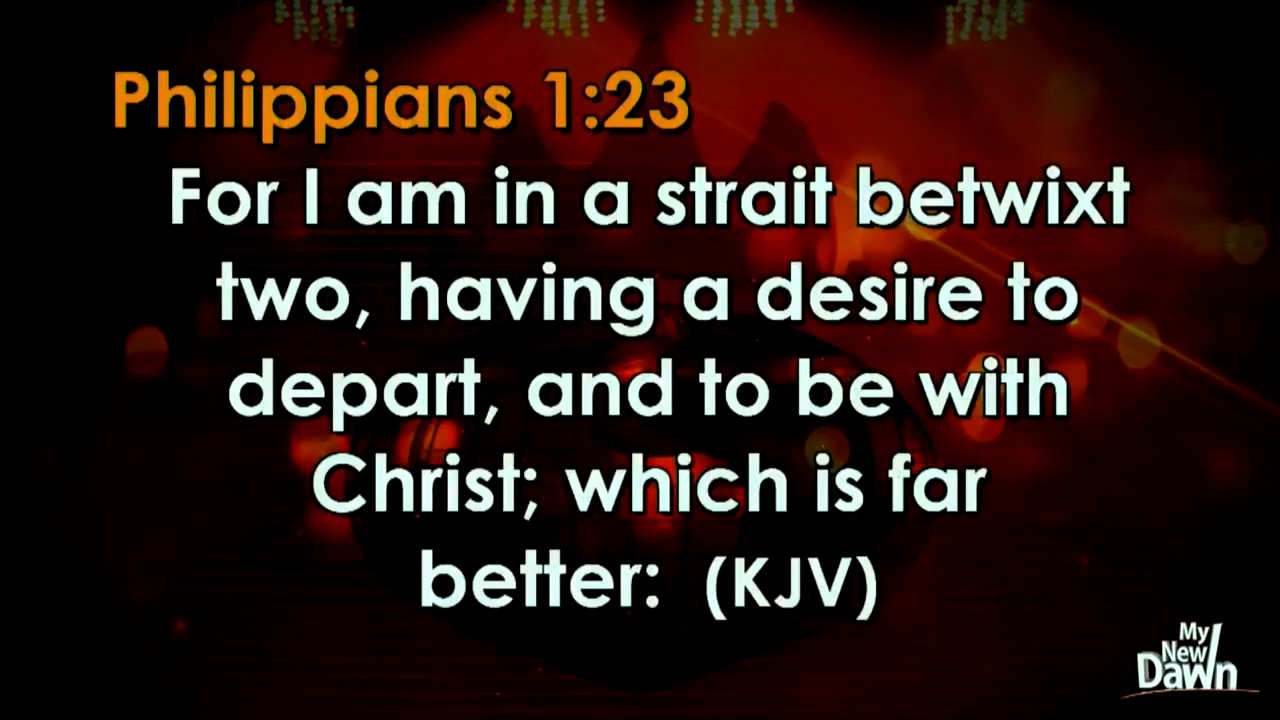 Philippians 1:23
For I am in a strait betwixt
two, having a desire to
depart, and to be with
Christ; which is far
better: (KJV)
My
New
Dawn